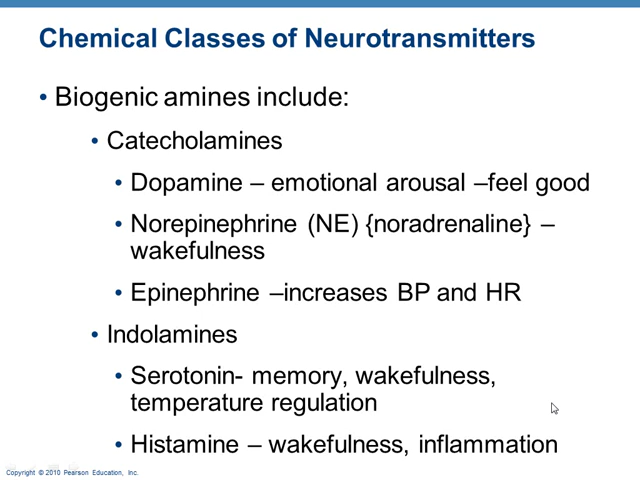 Chemical Classes of Neurotransmitters
• Biogenic amines include:
• Catecholamines
• Dopamine – emotional arousal –feel good
• Norepinephrine (NE) {noradrenaline} –
wakefulness
• Epinephrine –increases BP and HR
• Indolamines
• Serotonin- memory, wakefulness,
temperature regulation
• Histamine – wakefulness, inflammation
Copyright © 2010 Pearson Education, Inc.